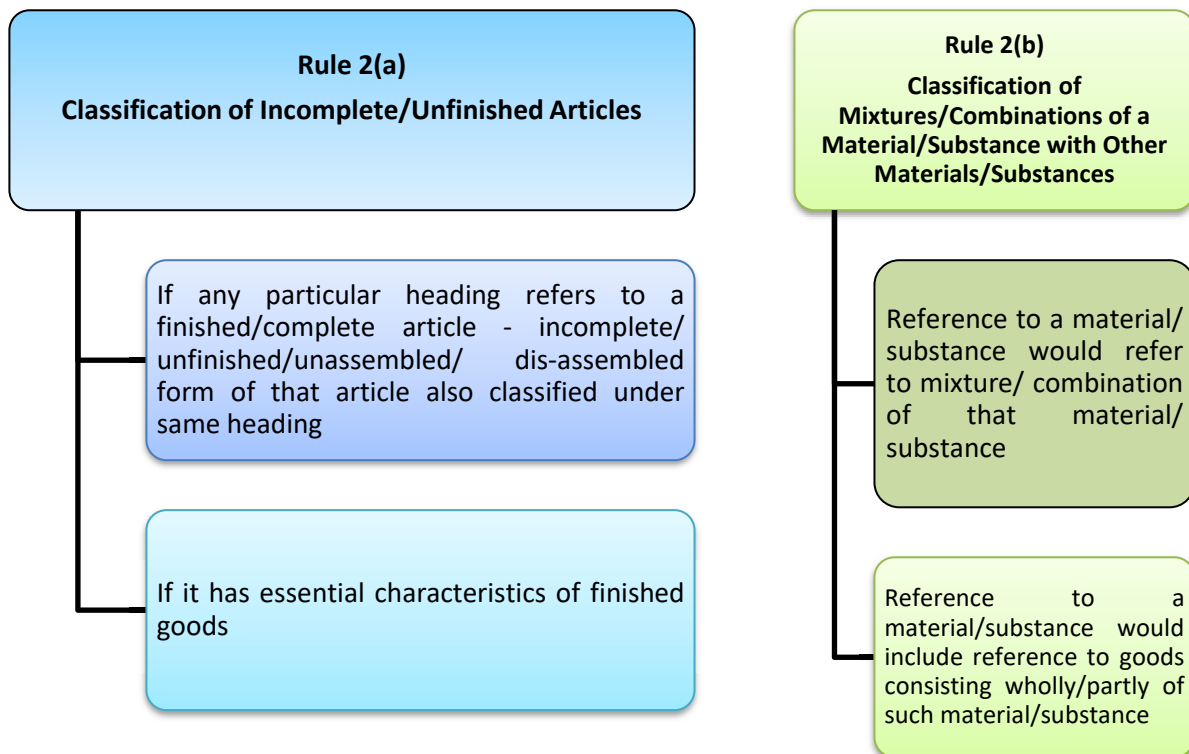 Rule 2(a)
Classification of Incomplete/Unfinished Articles
If any particular heading refers to a
finished/complete article - incomplete/
unfinished/unassembled/ dis-assembled
form of that article also classified under
same heading
If it has essential characteristics of finished
goods
Rule 2(b)
Classification of
Mixtures/Combinations of a
Material/Substance with Other
Materials/Substances
Reference to a material/
substance would refer
to mixture/ combination
of that material/
substance
Reference to a
material/substance would
include reference to goods
consisting wholly/partly of
such material/substance